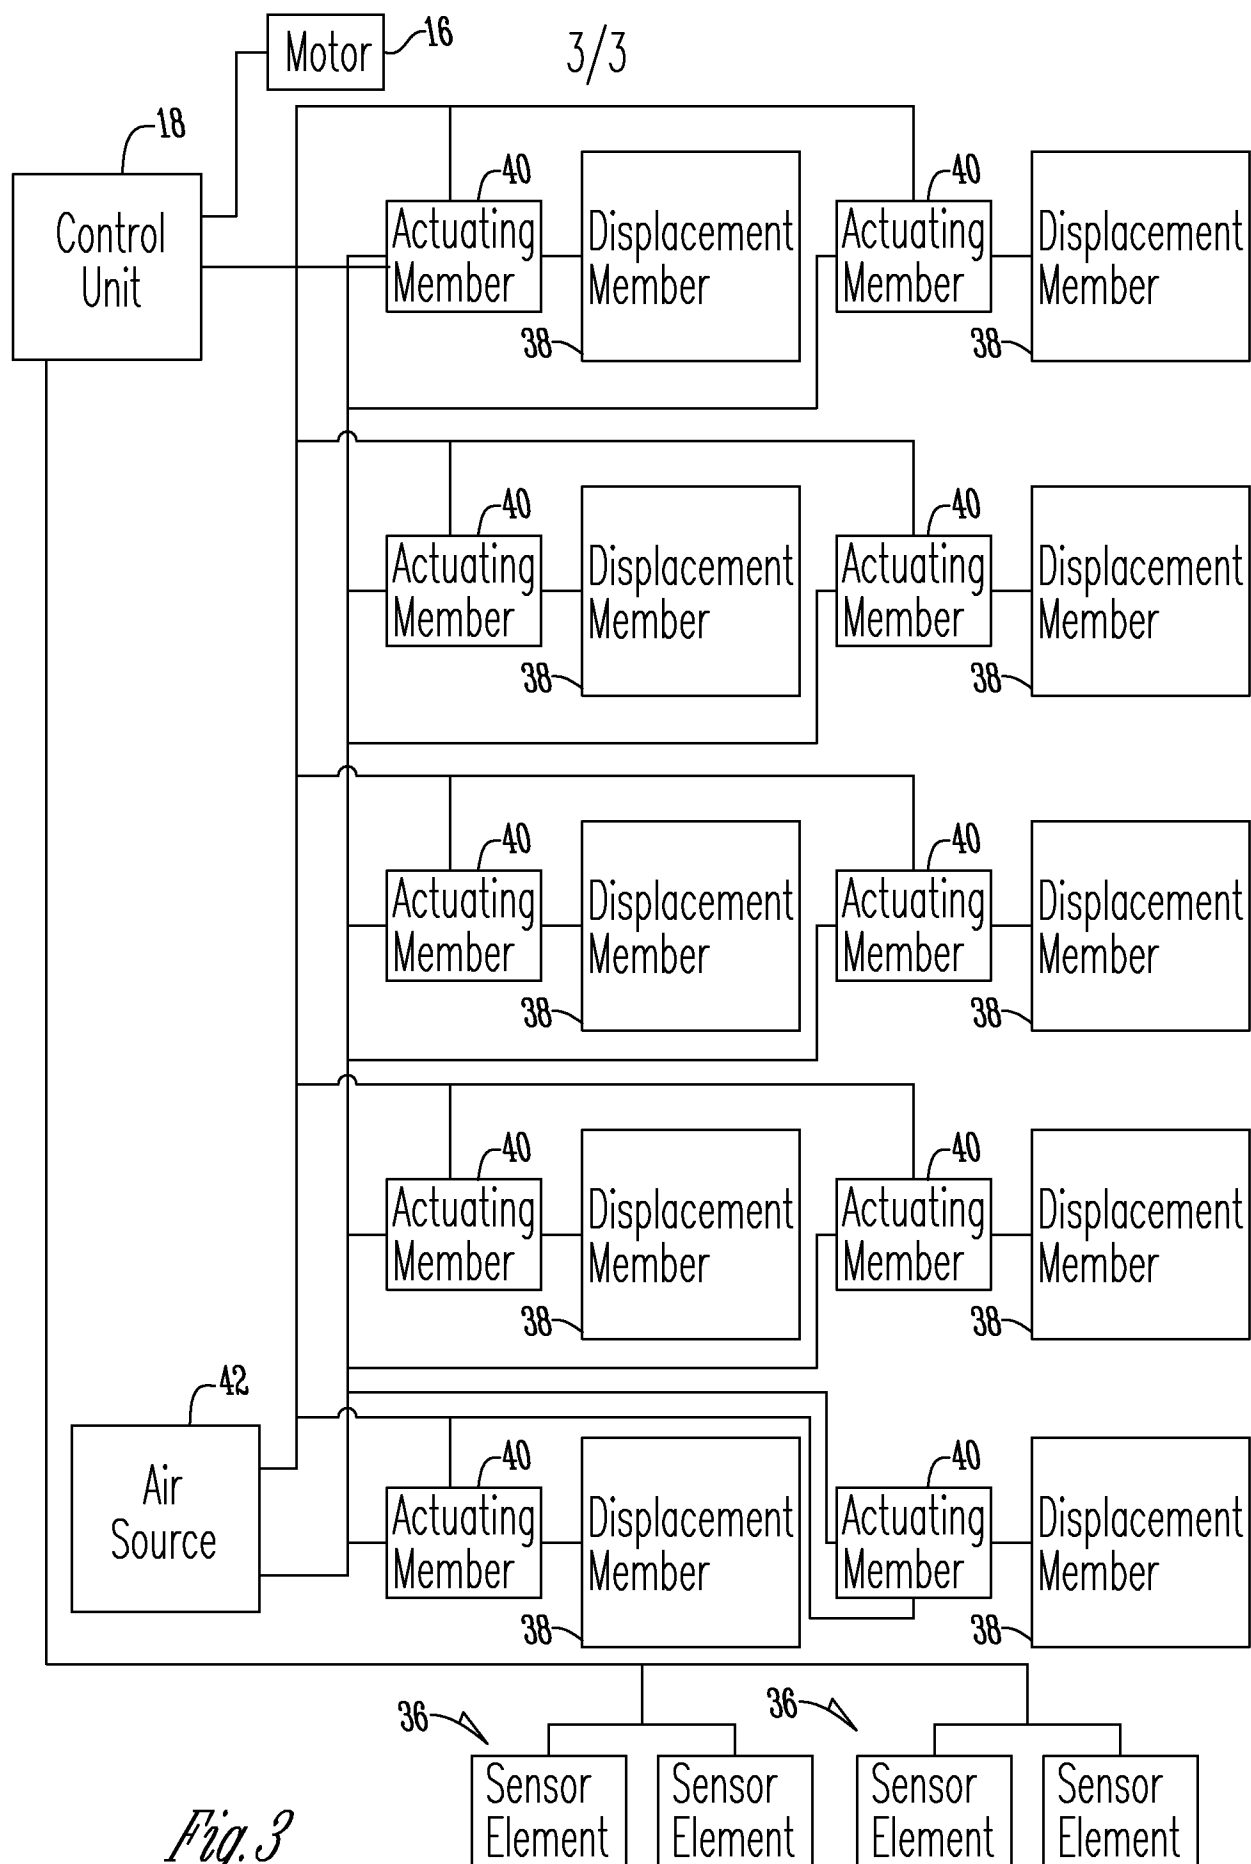 Motor
16
3/3
18
Control
Unit
40
Actuating
Member
Displacement
Member
38
40
Actuating
Member
Displacement
Member
38
40
Actuating
Member
Displacement
Member
38
40
Actuating
Member
Displacement
Member
38
40
Actuating
Member
Displacement
Member
38
40
Actuating
Member
Displacement
Member
38
40
Actuating
Member
Displacement
Member
38
40
Actuating
Member
Displacement
Member
38
42
Air
Source
40
Actuating
Member
Displacement
Member
38
40
Actuating
Member
Displacement
Member
38
36
Sensor
Element
Sensor
Element
36
Sensor
Element
Sensor
Element
Fig. 3